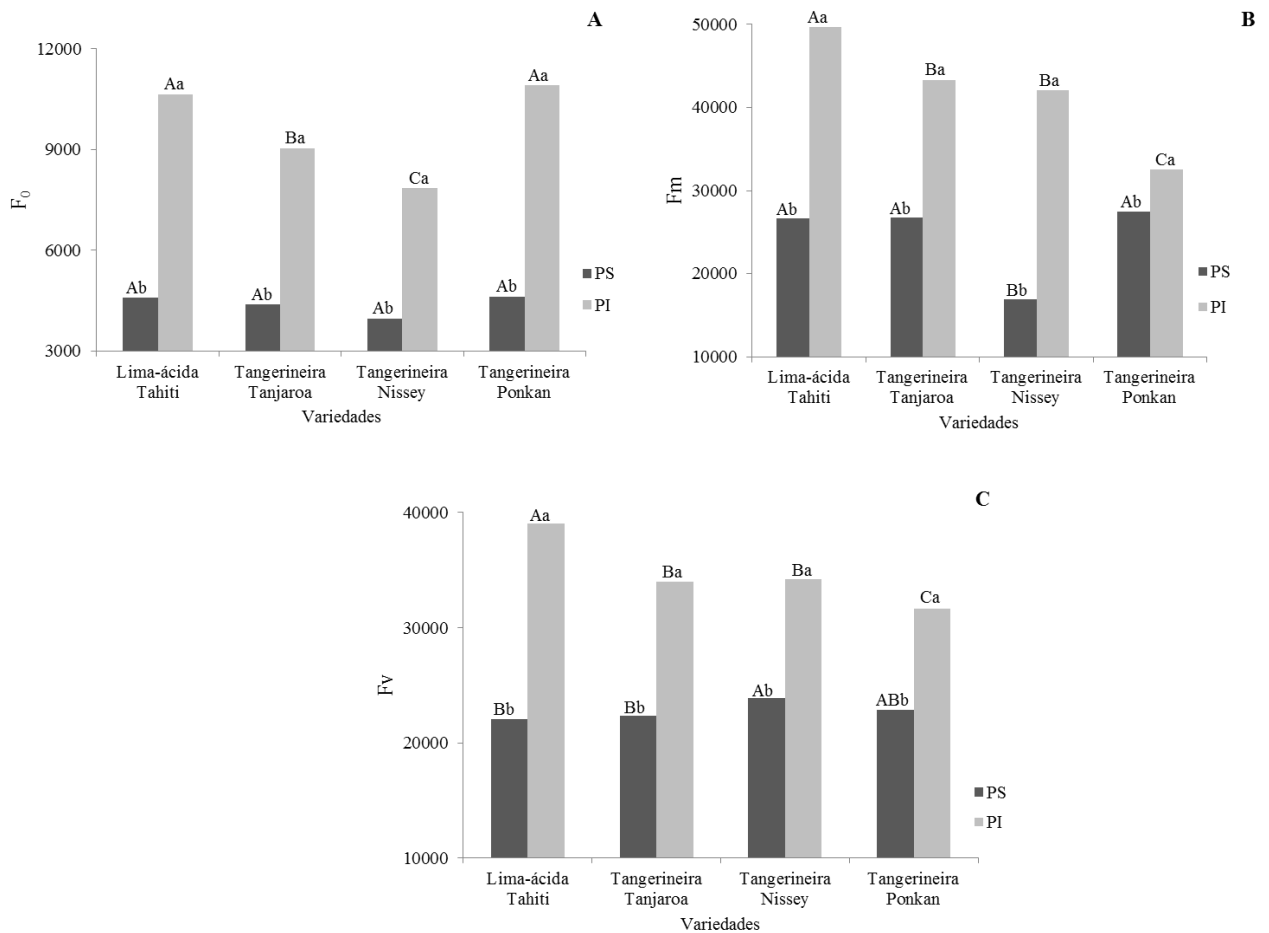 A
F0
12000
9000
6000
3000
Aa
Ba
Ca
Aa
Ab
Ab
Ab
Ab
PS
PI
Lima-ácida
Tahiti
Tangerineira
Tanjaroa
Tangerineira
Nissey
Tangerineira
Ponkan
Variedades
B
Fm
50000
40000
30000
20000
10000
Aa
Ba
Ba
Ca
Ab
Ab
Bb
Ab
PS
PI
Lima-ácida
Tahiti
Tangerineira
Tanjaroa
Tangerineira
Nissey
Tangerineira
Ponkan
Variedades
C
Fv
40000
30000
20000
10000
Aa
Ba
Ba
Ca
Bb
Bb
Ab
ABb
PS
PI
Lima-ácida
Tahiti
Tangerineira
Tanjaroa
Tangerineira
Nissey
Tangerineira
Ponkan
Variedades